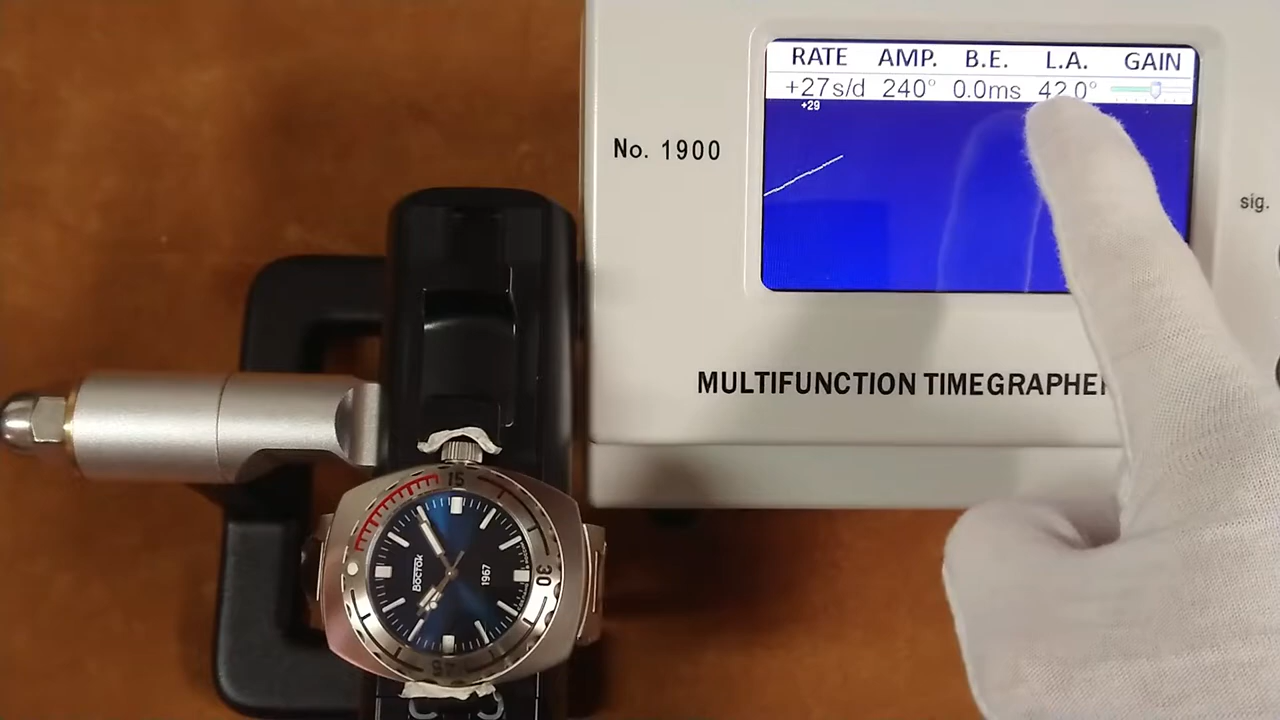 RATE AMP. B.E. L.A. GAIN
+27s/d 240° 0.0ms 42.0°
+29
No. 1900
sig.
MULTIFUNCTION TIMEGRAPHER
15
30
45
Восток
1967